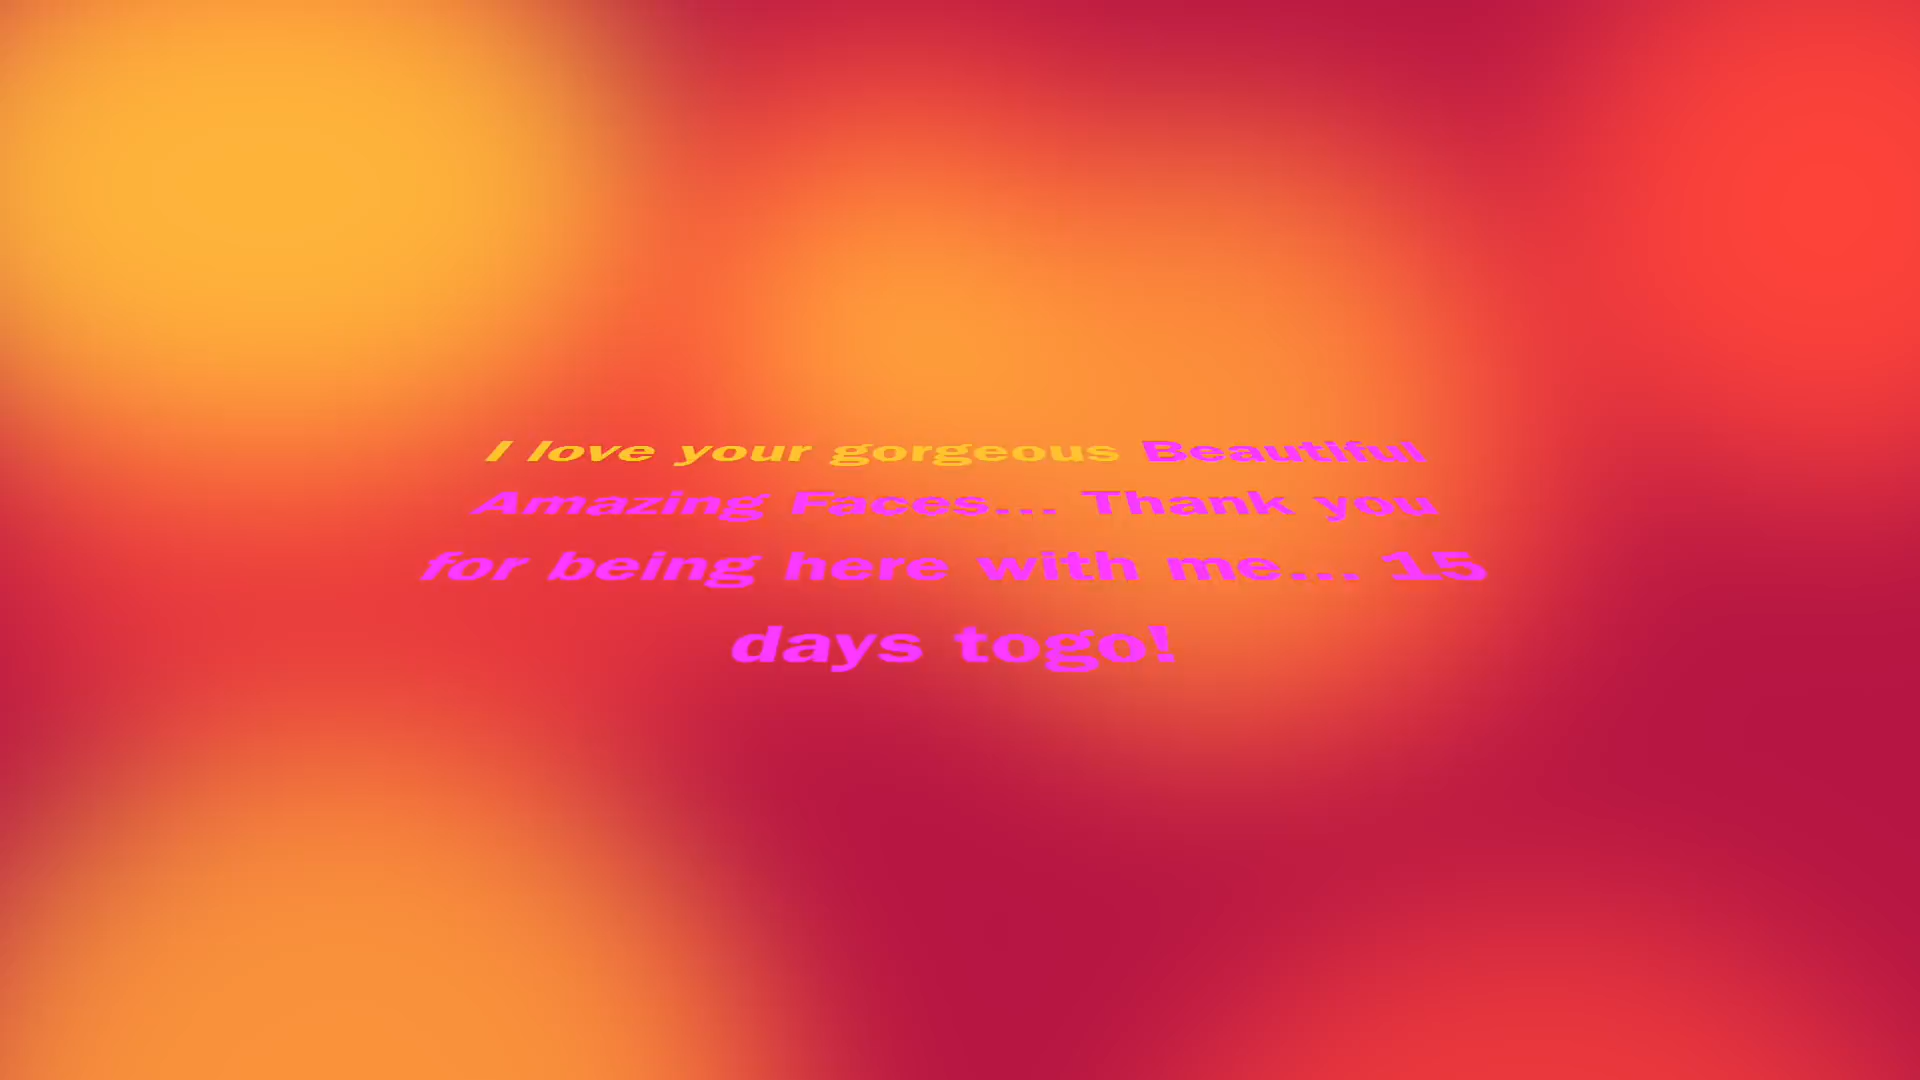 I love your gorgeous Beautiful
Amazing Faces... Thank you
for being here with me... 15
days togo!